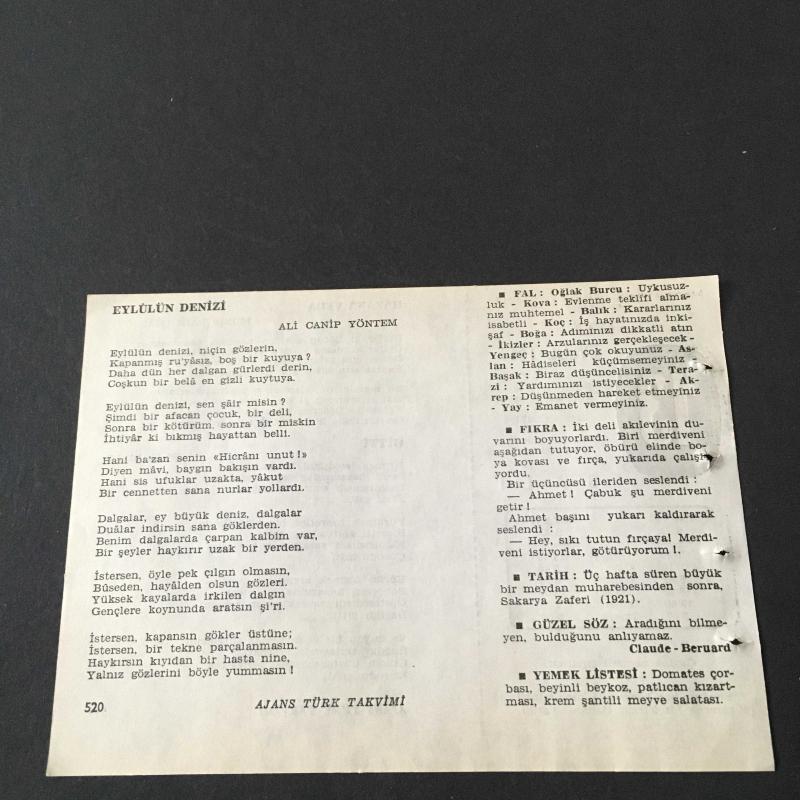 EYLÜLÜN DENİZİ
ALİ CANİP YÖNTEM
Eylülün denizi, niçin gözlerin,
Kapanmış ru'yâsız, boş bir kuyuya ?
Daha dün her dalgan gürlerdi derin,
Coşkun bir belâ en gizli kuytuya.
Eylülün denizi, sen şâir misin ?
Şimdi bir afacan çocuk, bir deli,
Sonra bir kötürüm, sonra bir miskin
İhtiyâr ki bıkmış hayattan belli.
Hani ba'zan senin «Hicrânı unut !»
Diyen mâvi, baygın bakışın vardı.
Hani sis ufuklar uzakta, yâkut
Bir cennetten sana nurlar yollardı.
Dalgalar, ey büyük deniz, dalgalar
Duâlar indirsin sana göklerden.
Benim dalgalarda çarpan kalbim var,
Bir şeyler haykırır uzak bir yerden.
İstersen, öyle pek çılgın olmasın,
Bûseden, hayâlden olsun gözleri.
Yüksek kayalarda irkilen dalgın
Gençlere koynunda aratsın şi'ri.
İstersen, kapansın gökler üstüne;
İstersen, bir tekne parçalanmasın.
Haykırsın kıyıdan bir hasta nine,
Yalnız gözlerini böyle yummasın !
520
AJANS TÜRK TAKVİMİ
■ FAL : Oğlak Burcu : Uykusuz-
luk - Kova : Evlenme teklifi alma-
nız muhtemel - Balık : Kararlarınız
isabetli - Koç : İş hayatınızda inki-
şaf - Boğa : Adımınızı dikkatli atın
- İkizler : Arzularınız gerçekleşecek -
Yengeç : Bugün çok okuyunuz - As-
lan : Hâdiseleri küçümsemeyiniz -
Başak : Biraz düşüncelisiniz - Tera-
zi : Yardımınızı istiyecekler - Ak-
rep : Düşünmeden hareket etmeyiniz
- Yay : Emanet vermeyiniz.
■ FIKRA : İki deli akılevinin du-
varını boyuyorlardı. Biri merdiveni
aşağıdan tutuyor, öbürü elinde bo-
ya kovası ve fırça, yukarıda çalışı-
yordu.
Bir üçüncüsü ileriden seslendi :
— Ahmet ! Çabuk şu merdiveni
getir !
Ahmet başını yukarı kaldırarak
seslendi :
— Hey, sıkı tutun fırçaya! Merdi-
veni istiyorlar, götürüyorum !.
■ TARİH : Üç hafta süren büyük
bir meydan muharebesinden sonra,
Sakarya Zaferi (1921).
■ GÜZEL SÖZ : Aradığını bilme-
yen, bulduğunu anlıyamaz.
Claude - Beruard
■ YEMEK LİSTESİ : Domates çor-
bası, beyinli beykoz, patlıcan kızart-
ması, krem şantili meyve salatası.